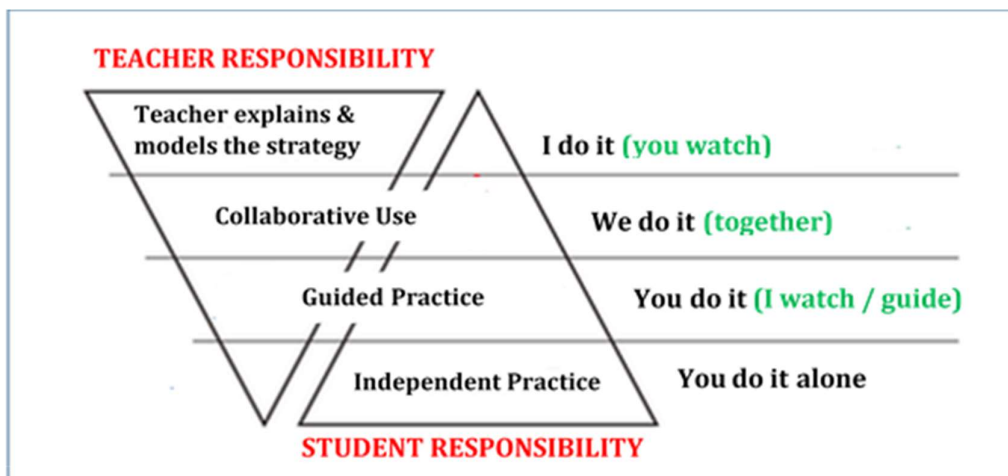 TEACHER RESPONSIBILITY
Teacher explains &
models the strategy
I do it (you watch)
Collaborative Use
We do it (together)
Guided Practice
You do it (I watch / guide)
Independent Practice
You do it alone
STUDENT RESPONSIBILITY